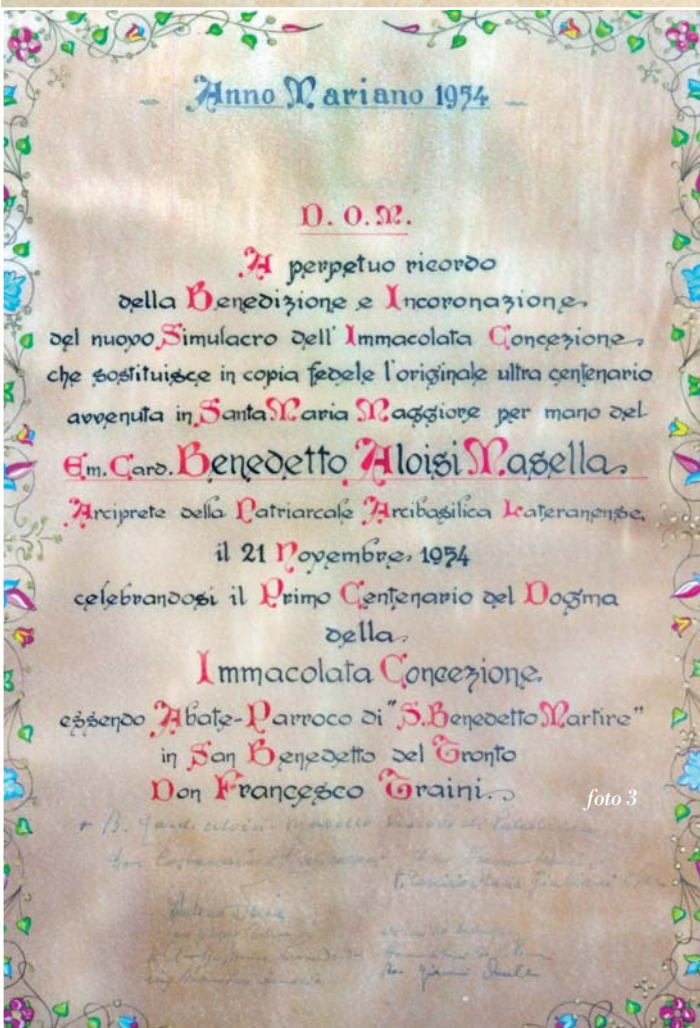 Anno Mariano 1954
D. O. M.
A perpetuo ricordo
della Benedizione e Incoronazione
del nuovo Simulacro dell' Immacolata Concezione
che sostituisce in copia fedele l'originale ultra centenario
avvenuta in Santa Maria Maggiore per mano del
Em. Card. Benedetto Aloisi Masella
Arciprete della Patriarcale Arcibasilica Lateranense,
il 21 Novembre 1954
celebrandosi il Primo Centenario del Dogma
della
Immacolata Concezione.
essendo Abate-Parroco di "S. Benedetto Martire"
in San Benedetto del Tronto
Don Francesco Traini.
foto 3
+ B. Card. Aloisi Masella